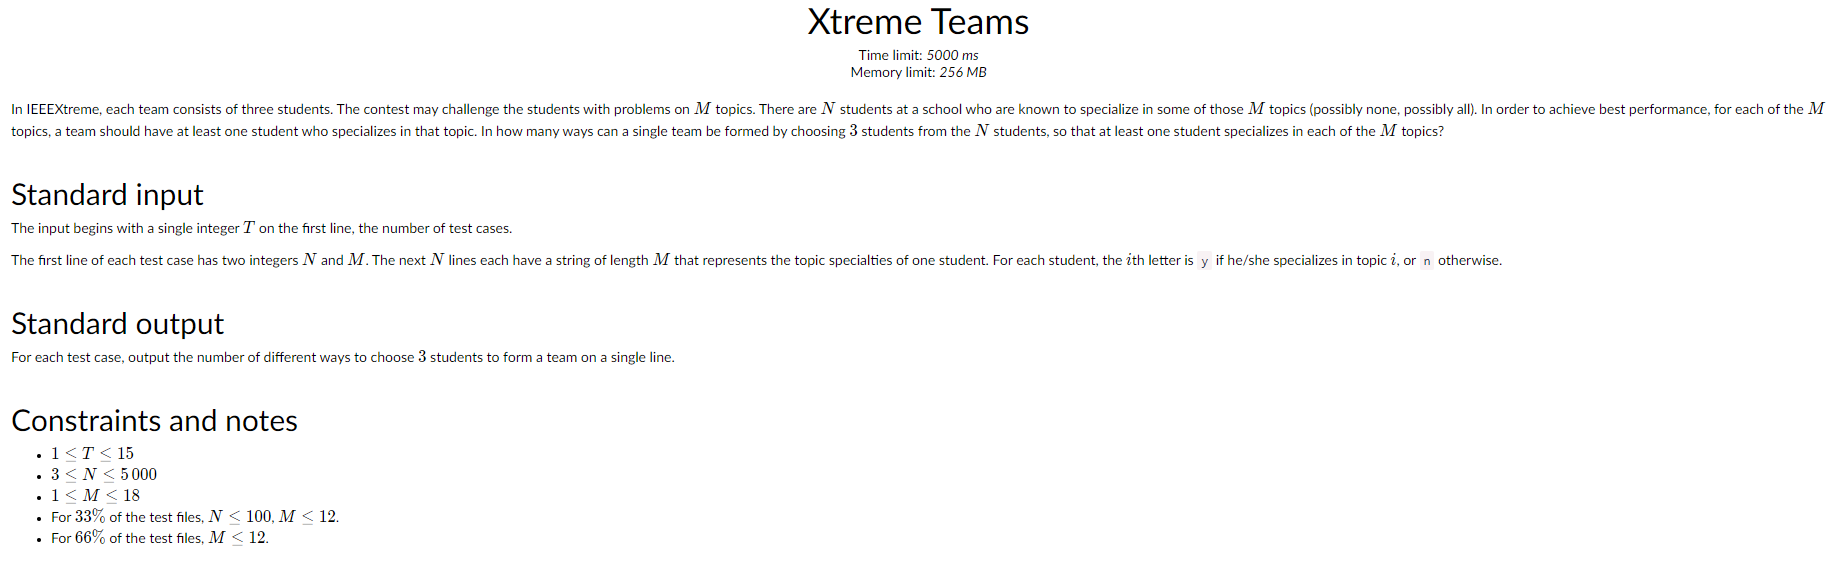 Xtreme Teams
Time limit: 5000 ms
Memory limit: 256 MB
In IEEEXtreme, each team consists of three students. The contest may challenge the students with problems on M topics. There are N students at a school who are known to specialize in some of those M topics (possibly none, possibly all). In order to achieve best performance, for each of the M
topics, a team should have at least one student who specializes in that topic. In how many ways can a single team be formed by choosing 3 students from the N students, so that at least one student specializes in each of the M topics?
Standard input
The input begins with a single integer T on the first line, the number of test cases.
The first line of each test case has two integers N and M. The next N lines each have a string of length M that represents the topic specialties of one student. For each student, the ith letter is y if he/she specializes in topic i, or n otherwise.
Standard output
For each test case, output the number of different ways to choose 3 students to form a team on a single line.
Constraints and notes
• 1 ≤ T ≤ 15
• 3 ≤ N ≤ 5 000
• 1 ≤ M ≤ 18
• For 33% of the test files, N ≤ 100, M ≤ 12.
• For 66% of the test files, M ≤ 12.